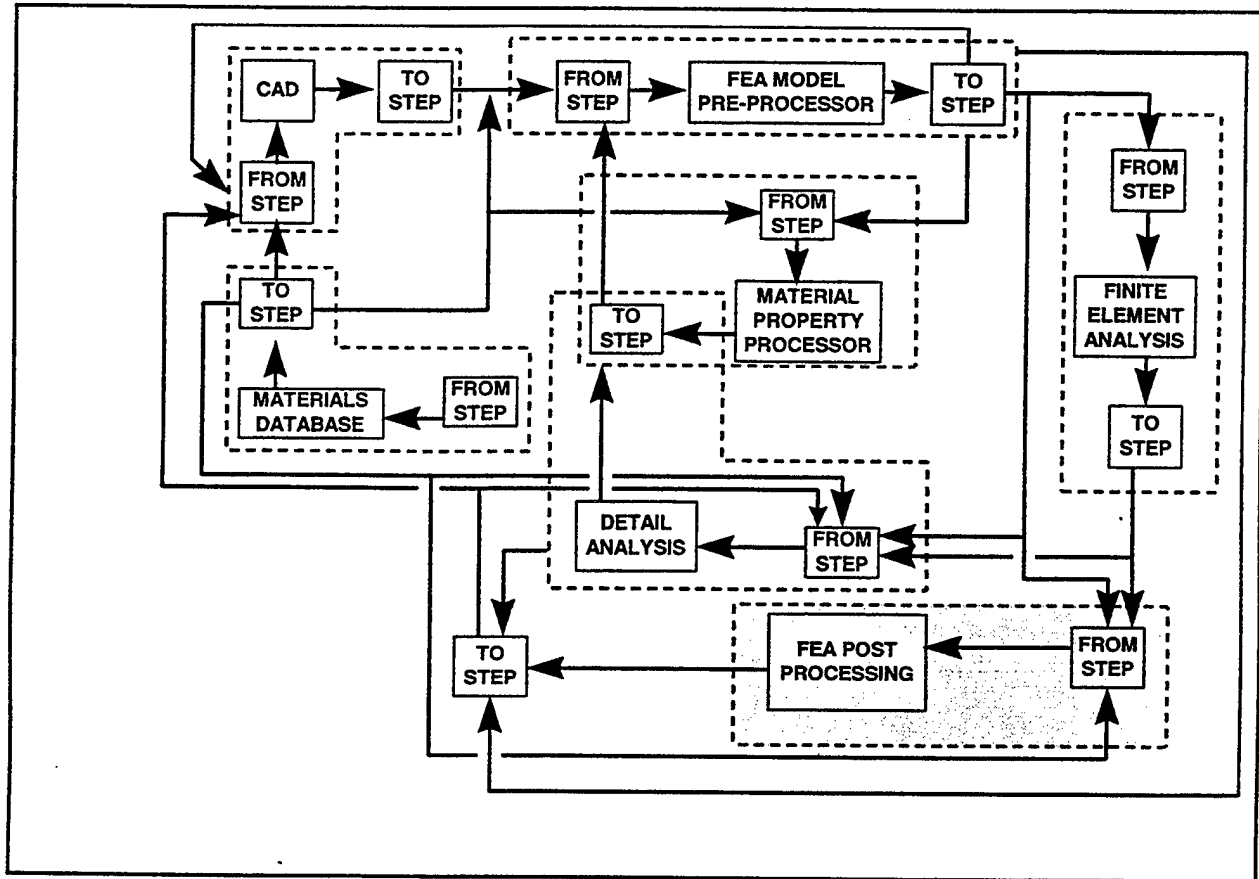 CAD
TO
STEP
FROM
STEP
FEA MODEL
PRE-PROCESSOR
TO
STEP
FROM
STEP
FROM
STEP
FROM
STEP
TO
STEP
MATERIAL
PROPERTY
PROCESSOR
TO
STEP
FINITE
ELEMENT
ANALYSIS
MATERIALS
DATABASE
FROM
STEP
TO
STEP
DETAIL
ANALYSIS
FROM
STEP
TO
STEP
FEA POST
PROCESSING
FROM
STEP